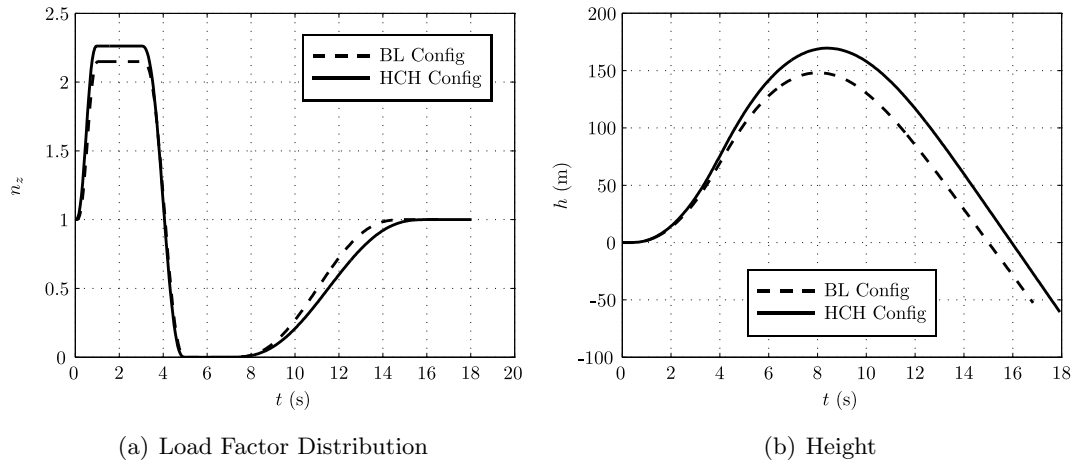 2.5
2
1.5
1
0.5
0
n_z
0 2 4 6 8 10 12 14 16 18 20
t (s)
BL Config
HCH Config
(a) Load Factor Distribution
200
150
100
50
0
-50
-100
h (m)
0 2 4 6 8 10 12 14 16 18
t (s)
BL Config
HCH Config
(b) Height